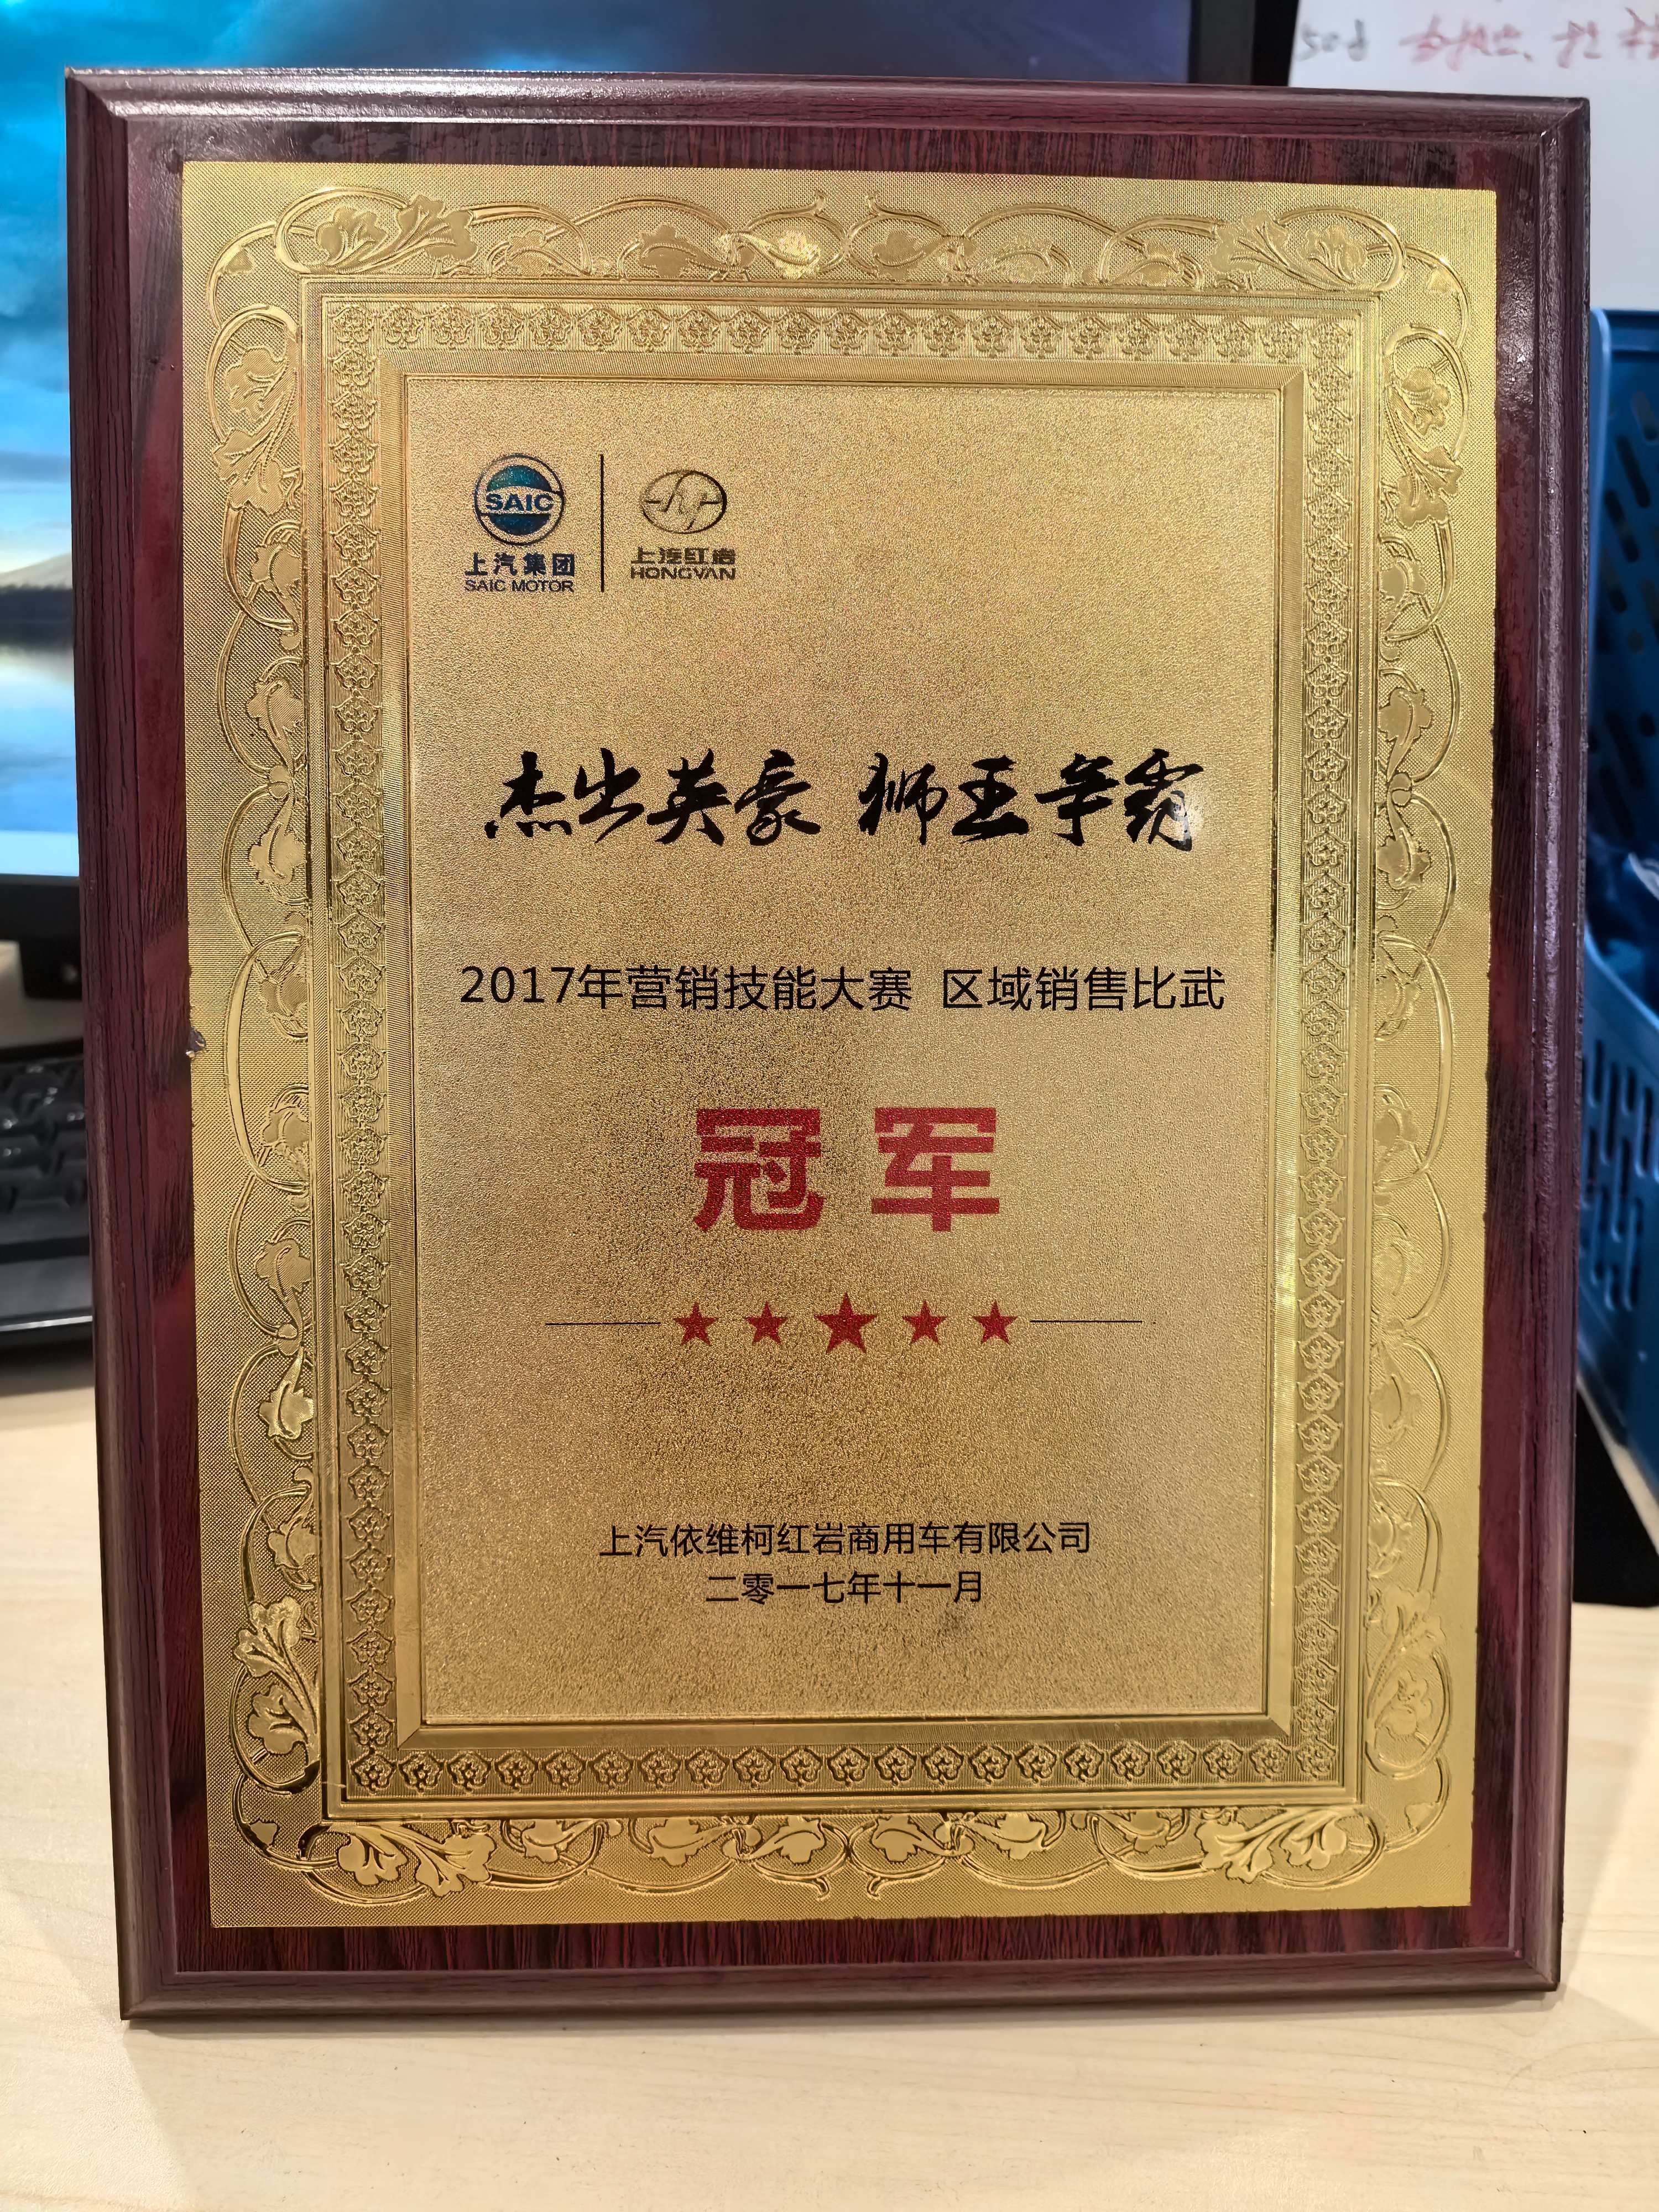 SAIC
上汽集团
SAIC MOTOR
上汽红岩
HONGYAN
杰出英豪 狮王争霸
2017年营销技能大赛 区域销售比武
冠军
上汽依维柯红岩商用车有限公司
二零一七年十一月